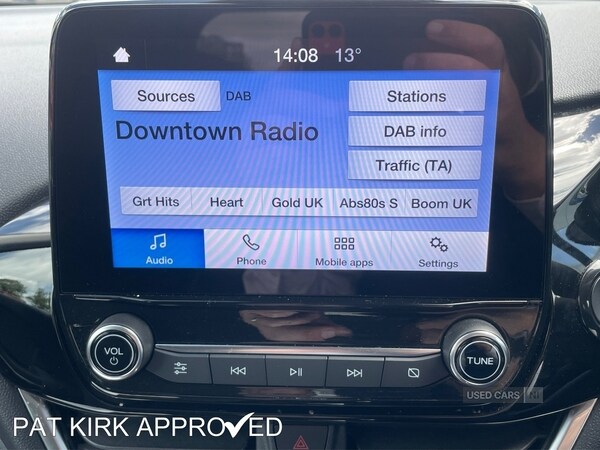 14:08 13°
Sources DAB Stations
Downtown Radio DAB info
Traffic (TA)
Grt Hits Heart Gold UK Abs80s S Boom UK
Audio Phone Mobile apps Settings
VOL TUNE
USED CARS NI
PAT KIRK APPROVED